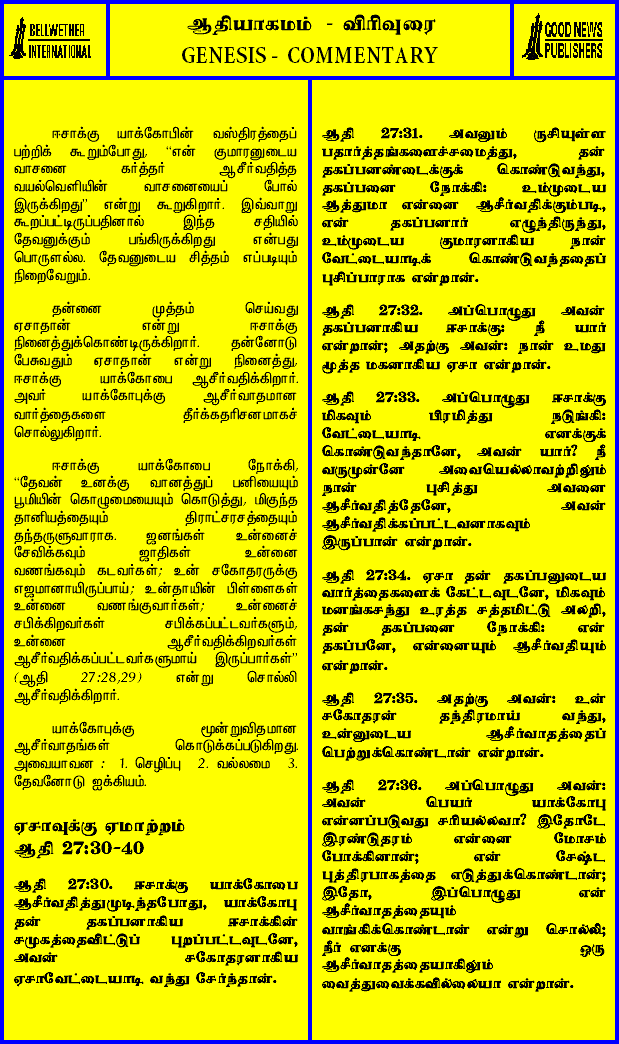 BELLWETHER
INTERNATIONAL
ஆதியாகமம் - விரிவுரை
GENESIS - COMMENTARY
GOOD NEWS
PUBLISHERS
ஈசாக்கு யாக்கோபின் வஸ்திரத்தைப்
பற்றிக் கூறும்போது, “என் குமாரனுடைய
வாசனை கர்த்தர் ஆசீர்வதித்த
வயல்வெளியின் வாசனையைப் போல்
இருக்கிறது” என்று கூறுகிறார். இவ்வாறு
கூறப்பட்டிருப்பதினால் இந்த சதியில்
தேவனுக்கும் பங்கிருக்கிறது என்பது
பொருளல்ல. தேவனுடைய சித்தம் எப்படியும்
நிறைவேறும்.
தன்னை முத்தம் செய்வது
ஏசாதான் என்று ஈசாக்கு
நினைத்துக்கொண்டிருக்கிறார். தன்னோடு
பேசுவதும் ஏசாதான் என்று நினைத்து,
ஈசாக்கு யாக்கோபை ஆசீர்வதிக்கிறார்.
அவர் யாக்கோபுக்கு ஆசீர்வாதமான
வார்த்தைகளை தீர்க்கதரிசனமாகச்
சொல்லுகிறார்.
ஈசாக்கு யாக்கோபை நோக்கி,
“தேவன் உனக்கு வானத்துப் பனியையும்
பூமியின் கொழுமையையும் கொடுத்து, மிகுந்த
தானியத்தையும் திராட்சரசத்தையும்
தந்தருளுவாராக. ஜனங்கள் உன்னைச்
சேவிக்கவும் ஜாதிகள் உன்னை
வணங்கவும் கடவர்கள்; உன் சகோதரருக்கு
எஜமானாயிருப்பாய்; உன்தாயின் பிள்ளைகள்
உன்னை வணங்குவார்கள்; உன்னைச்
சபிக்கிறவர்கள் சபிக்கப்பட்டவர்களும்,
உன்னை ஆசீர்வதிக்கிறவர்கள்
ஆசீர்வதிக்கப்பட்டவர்களுமாய் இருப்பார்கள்”
(ஆதி 27:28,29) என்று சொல்லி
ஆசீர்வதிக்கிறார்.
யாக்கோபுக்கு மூன்றுவிதமான
ஆசீர்வாதங்கள் கொடுக்கப்படுகிறது.
அவையாவன : 1. செழிப்பு 2. வல்லமை 3.
தேவனோடு ஐக்கியம்.
ஏசாவுக்கு ஏமாற்றம்
ஆதி 27:30-40
ஆதி 27:30. ஈசாக்கு யாக்கோபை
ஆசீர்வதித்துமுடிந்தபோது, யாக்கோபு
தன் தகப்பனாகிய ஈசாக்கின்
சமுகத்தைவிட்டுப் புறப்பட்டவுடனே,
அவன் சகோதரனாகிய
ஏசாவேட்டையாடி வந்து சேர்ந்தான்.
ஆதி 27:31. அவனும் ருசியுள்ள
பதார்த்தங்களைச்சமைத்து, தன்
தகப்பனண்டைக்குக் கொண்டுவந்து,
தகப்பனை நோக்கி: உம்முடைய
ஆத்துமா என்னை ஆசீர்வதிக்கும்படி,
என் தகப்பனார் எழுந்திருந்து,
உம்முடைய குமாரனாகிய நான்
வேட்டையாடிக் கொண்டுவந்ததைப்
புசிப்பாராக என்றான்.
ஆதி 27:32. அப்பொழுது அவன்
தகப்பனாகிய ஈசாக்கு: நீ யார்
என்றான்; அதற்கு அவன்: நான் உமது
மூத்த மகனாகிய ஏசா என்றான்.
ஆதி 27:33. அப்பொழுது ஈசாக்கு
மிகவும் பிரமித்து நடுங்கி:
வேட்டையாடி எனக்குக்
கொண்டுவந்தானே, அவன் யார்? நீ
வருமுன்னே அவையெல்லாவற்றிலும்
நான் புசித்து அவனை
ஆசீர்வதித்தேனே, அவன்
ஆசீர்வதிக்கப்பட்டவனாகவும்
இருப்பான் என்றான்.
ஆதி 27:34. ஏசா தன் தகப்பனுடைய
வார்த்தைகளைக் கேட்டவுடனே, மிகவும்
மனங்கசந்து உரத்த சத்தமிட்டு அலறி,
தன் தகப்பனை நோக்கி: என்
தகப்பனே, என்னையும் ஆசீர்வதியும்
என்றான்.
ஆதி 27:35. அதற்கு அவன்: உன்
சகோதரன் தந்திரமாய் வந்து,
உன்னுடைய ஆசீர்வாதத்தைப்
பெற்றுக்கொண்டான் என்றான்.
ஆதி 27:36. அப்பொழுது அவன்:
அவன் பெயர் யாக்கோபு
என்னப்படுவது சரியல்லவா? இதோடே
இரண்டுதரம் என்னை மோசம்
போக்கினான்; என் சேஷ்ட
புத்திரபாகத்தை எடுத்துக்கொண்டான்;
இதோ, இப்பொழுது என்
ஆசீர்வாதத்தையும்
வாங்கிக்கொண்டான் என்று சொல்லி;
நீர் எனக்கு ஒரு
ஆசீர்வாதத்தையாகிலும்
வைத்துவைக்கவில்லையா என்றான்.